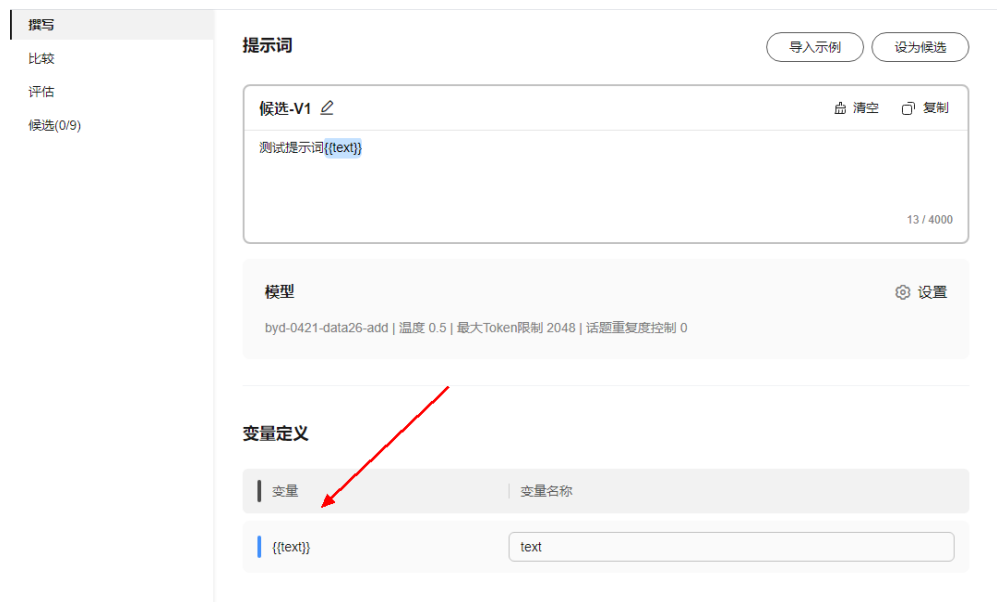 撰写
比较
评估
候选(0/9)
提示词
导入示例
设为候选
候选-V1
清空
复制
测试提示词{{text}}
13 / 4000
模型
设置
byd-0421-data26-add | 温度 0.5 | 最大Token限制 2048 | 话题重复度控制 0
变量定义
变量
变量名称
{{text}}
text